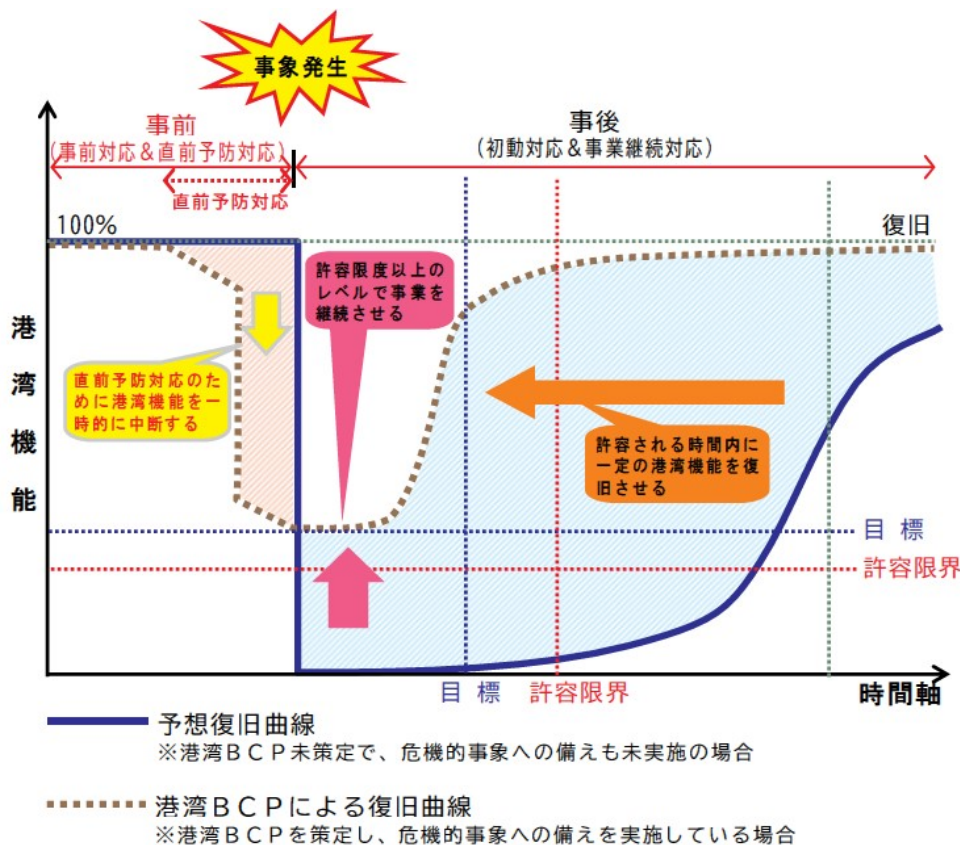 事象発生
事前
(事前対応&直前予防対応)
直前予防対応
事後
(初動対応&事業継続対応)
100%
復旧
許容限度以上の
レベルで事業を
継続させる
直前予防対応のた
めに港湾機能を一
時的に中断する
許容される時間内に
一定の港湾機能を復
旧させる
港湾機能
目 標
許容限界
目 標
許容限界
時間軸
予想復旧曲線
※港湾BCP未策定で、危機的事象への備えも未実施の場合
港湾BCPによる復旧曲線
※港湾BCPを策定し、危機的事象への備えを実施している場合